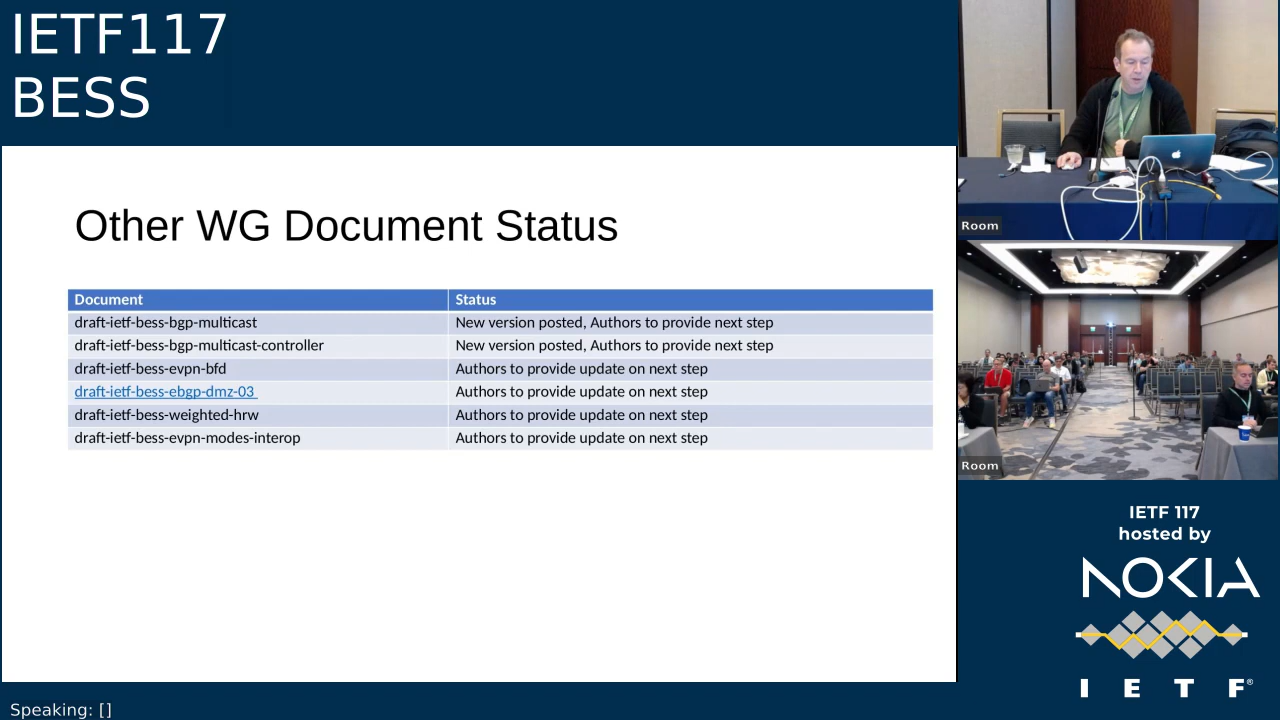 IETF117
BESS
Other WG Document Status
Document Status
draft-ietf-bess-bgp-multicast New version posted, Authors to provide next step
draft-ietf-bess-bgp-multicast-controller New version posted, Authors to provide next step
draft-ietf-bess-evpn-bfd Authors to provide update on next step
draft-ietf-bess-ebgp-dmz-03 Authors to provide update on next step
draft-ietf-bess-weighted-hrw Authors to provide update on next step
draft-ietf-bess-evpn-modes-interop Authors to provide update on next step
Room
Room
IETF 117
hosted by
NOKIA
I E T F®
Speaking: []